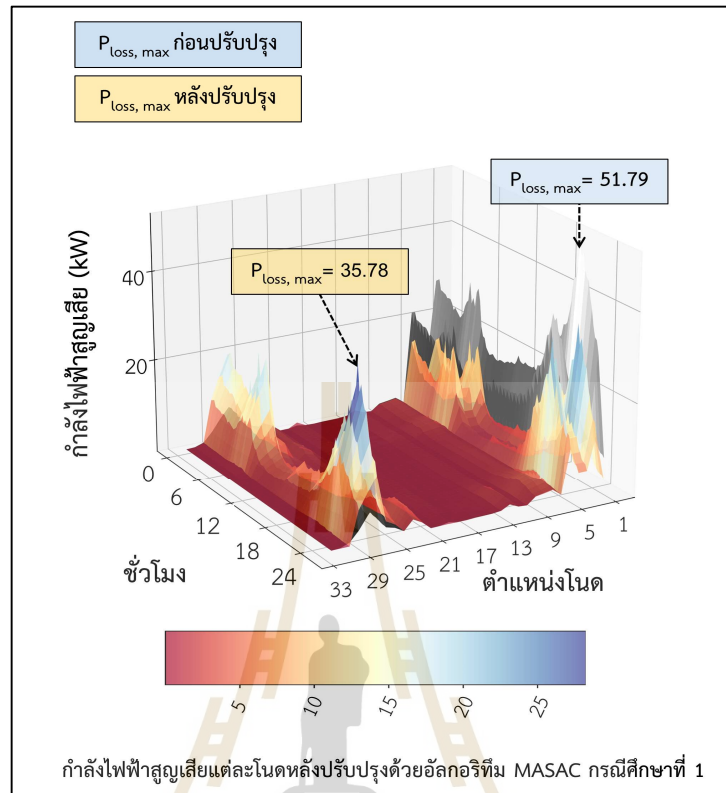 P loss, max ก่อนปรับปรุง
P loss, max หลังปรับปรุง
P loss, max = 51.79
P loss, max = 35.78
กำลังไฟฟ้าสูญเสีย (kW)
40
20
0
6
12
18
24
ชั่วโมง
33
29
25
21
17
13
9
5
1
ตำแหน่งโนด
5
10
15
20
25
กำลังไฟฟ้าสูญเสียแต่ละโนดหลังปรับปรุงด้วยอัลกอริทึม MASAC กรณีศึกษาที่ 1